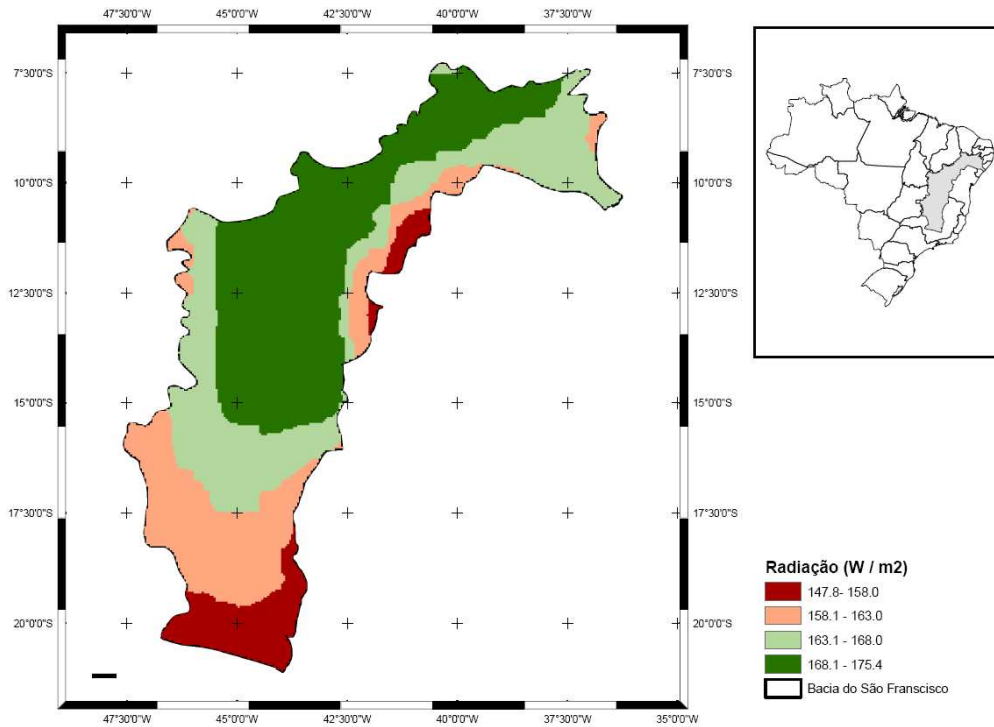 47°30'0"W 45°0'0"W 42°30'0"W 40°0'0"W 37°30'0"W
7°30'0"S 7°30'0"S
10°0'0"S 10°0'0"S
12°30'0"S 12°30'0"S
15°0'0"S 15°0'0"S
17°30'0"S 17°30'0"S
20°0'0"S 20°0'0"S
47°30'0"W 45°0'0"W 42°30'0"W 40°0'0"W 37°30'0"W 35°0'0"W
Radiação (W / m2)
147.8- 158.0
158.1 - 163.0
163.1 - 168.0
168.1 - 175.4
Bacia do São Franscisco